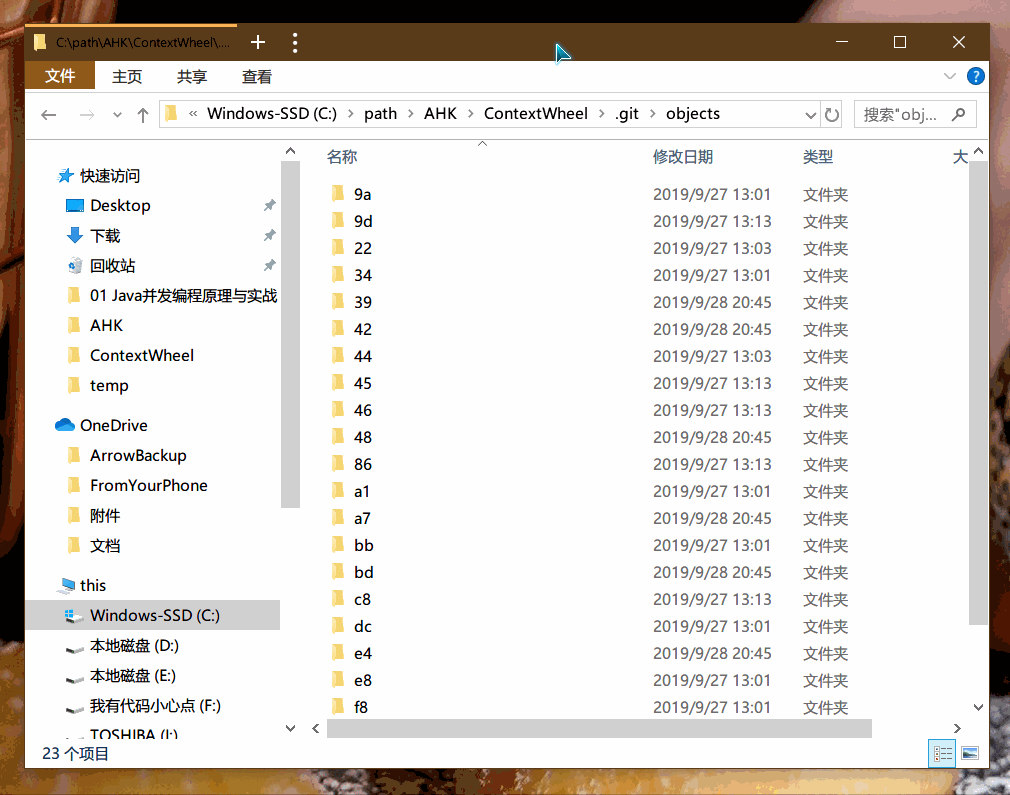 C:\path\AHK\ContextWheel\....
文件 主页 共享 查看
« Windows-SSD (C:) > path > AHK > ContextWheel > .git > objects 搜索"obj...
快速访问
Desktop
下载
回收站
01 Java并发编程原理与实战
AHK
ContextWheel
temp
OneDrive
ArrowBackup
FromYourPhone
附件
文档
this
Windows-SSD (C:)
本地磁盘 (D:)
本地磁盘 (E:)
我有代码小心点 (F:)
TOSHIBA (I:)
名称 修改日期 类型 大
9a 2019/9/27 13:01 文件夹
9d 2019/9/27 13:13 文件夹
22 2019/9/27 13:03 文件夹
34 2019/9/27 13:01 文件夹
39 2019/9/28 20:45 文件夹
42 2019/9/28 20:45 文件夹
44 2019/9/27 13:03 文件夹
45 2019/9/27 13:13 文件夹
46 2019/9/27 13:13 文件夹
48 2019/9/28 20:45 文件夹
86 2019/9/27 13:13 文件夹
a1 2019/9/27 13:01 文件夹
a7 2019/9/28 20:45 文件夹
bb 2019/9/27 13:01 文件夹
bd 2019/9/28 20:45 文件夹
c8 2019/9/27 13:13 文件夹
dc 2019/9/27 13:01 文件夹
e4 2019/9/28 20:45 文件夹
e8 2019/9/27 13:01 文件夹
f8 2019/9/27 13:01 文件夹
23 个项目